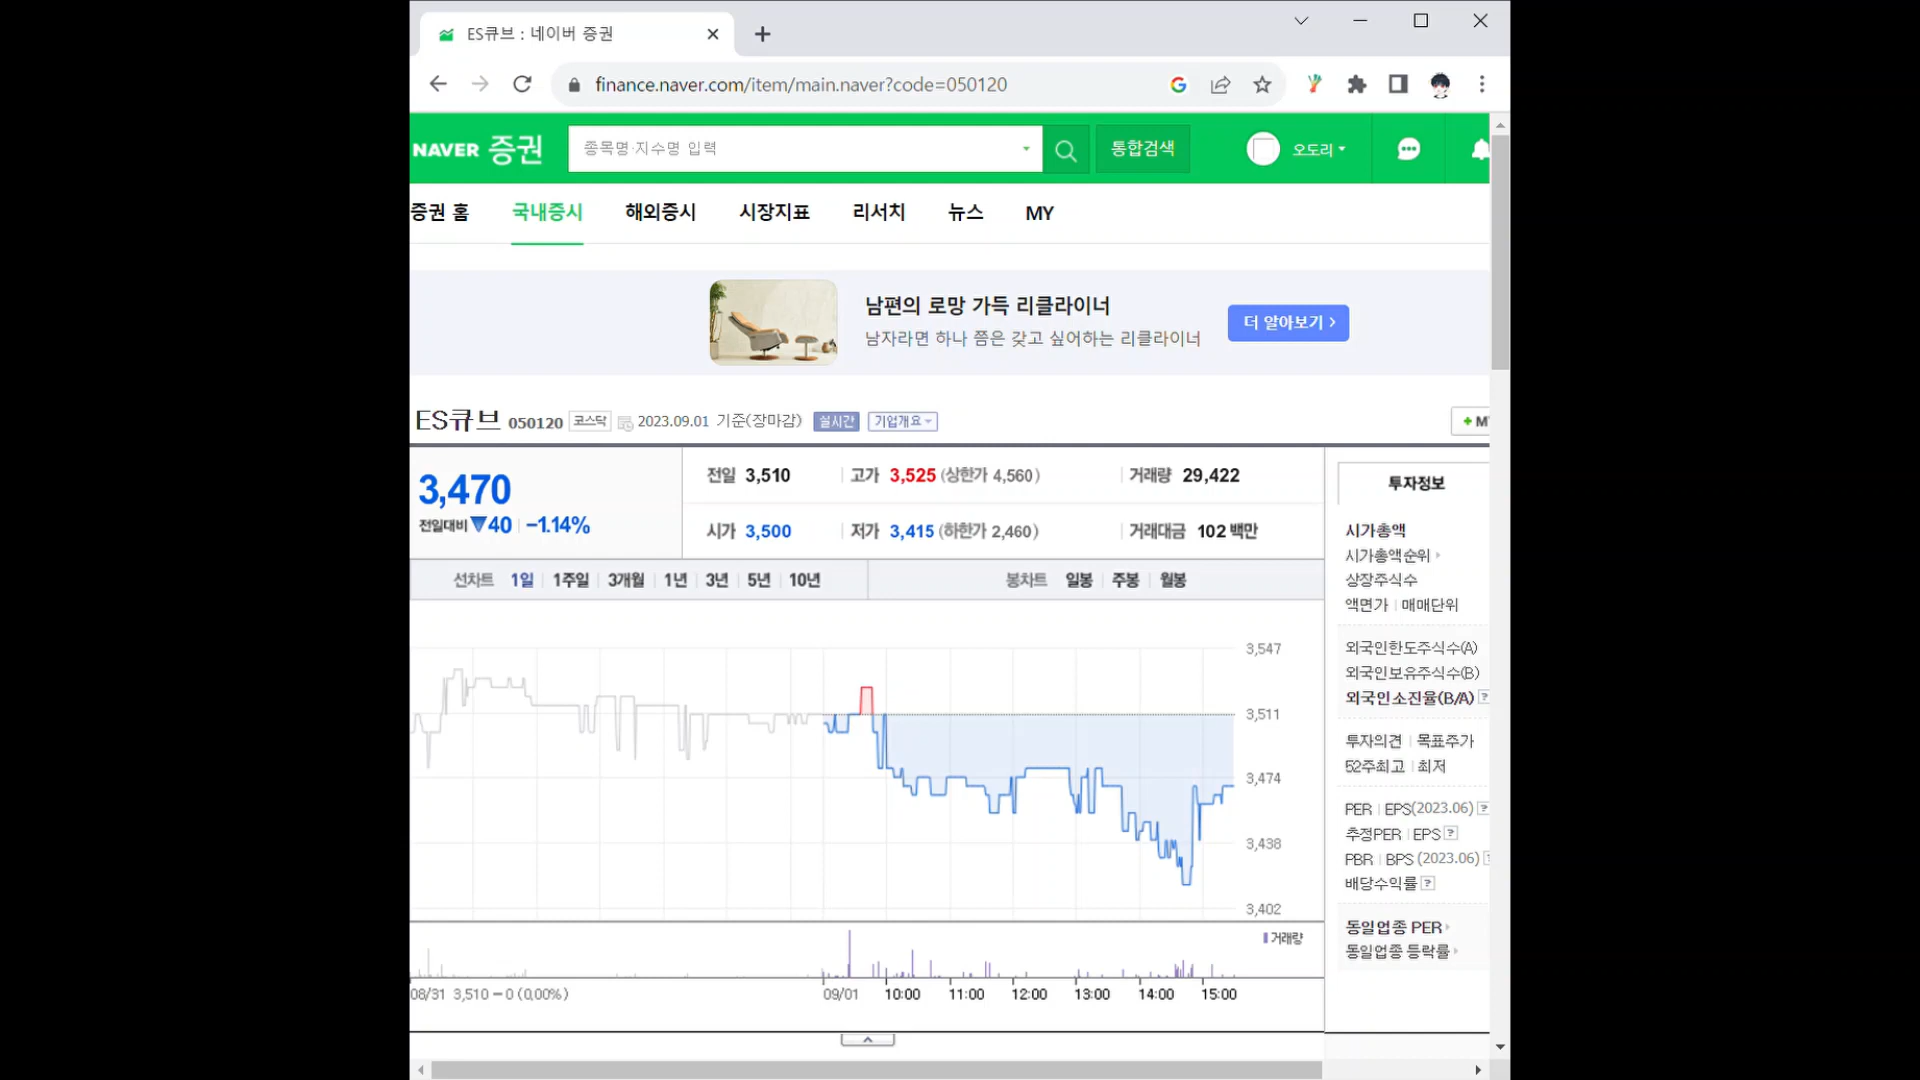 ES큐브 : 네이버 증권
finance.naver.com/item/main.naver?code=050120
NAVER 증권
종목명·지수명 입력
통합검색
오도리
증권 홈 국내증시 해외증시 시장지표 리서치 뉴스 MY
남편의 로망 가득 리클라이너
남자라면 하나 쯤은 갖고 싶어하는 리클라이너
더 알아보기 >
ES큐브 050120 코스닥 2023.09.01 기준(장마감) 실시간 기업개요
+ M
3,470
전일대비 ▼40 | -1.14%
전일 3,510 | 고가 3,525 (상한가 4,560) | 거래량 29,422
시가 3,500 | 저가 3,415 (하한가 2,460) | 거래대금 102 백만
선차트 1일 | 1주일 | 3개월 | 1년 | 3년 | 5년 | 10년
봉차트 일봉 | 주봉 | 월봉
3,547
3,511
3,474
3,438
3,402
거래량
08/31 3,510 - 0 (0.00%)
09/01 10:00 11:00 12:00 13:00 14:00 15:00
투자정보
시가총액
시가총액순위
상장주식수
액면가 | 매매단위
외국인한도주식수(A)
외국인보유주식수(B)
외국인소진율(B/A) ?
투자의견 | 목표주가
52주최고 | 최저
PER | EPS(2023.06) ?
추정PER | EPS ?
PBR | BPS (2023.06) ?
배당수익률 ?
동일업종 PER
동일업종 등락률